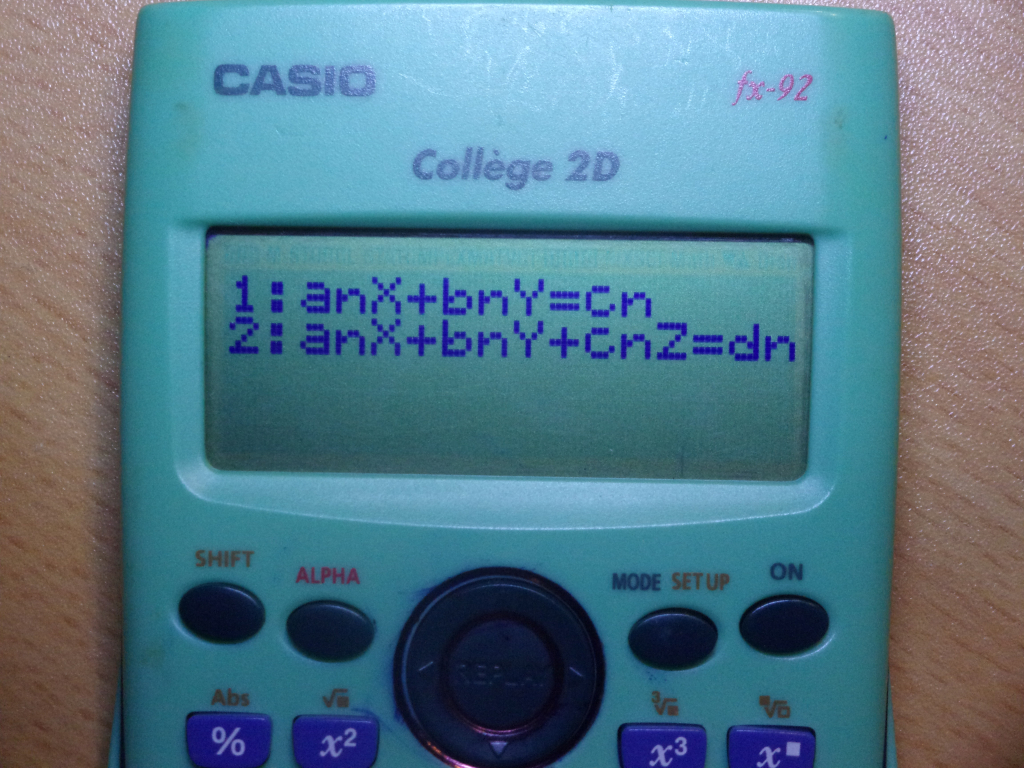 CASIO fx-92
Collège 2D
1:anX+bnY=Cn
2:anX+bnY+CnZ=dn
SHIFT ALPHA MODE SETUP ON
REPLAY
Abs √■ ³√■ ■√□
% x² x³ x■